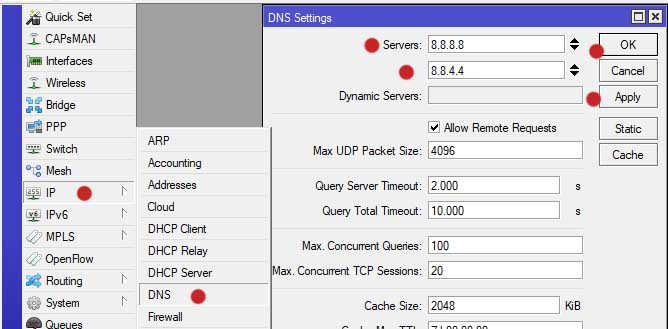 Quick Set
CAPsMAN
Interfaces
Wireless
Bridge
PPP
Switch
Mesh
IP
IPv6
MPLS
OpenFlow
Routing
System
Queues
ARP
Accounting
Addresses
Cloud
DHCP Client
DHCP Relay
DHCP Server
DNS
Firewall
DNS Settings
Servers: 8.8.8.8
8.8.4.4
Dynamic Servers:
Allow Remote Requests
Max UDP Packet Size: 4096
Query Server Timeout: 2.000 s
Query Total Timeout: 10.000 s
Max. Concurrent Queries: 100
Max. Concurrent TCP Sessions: 20
Cache Size: 2048 KiB
OK
Cancel
Apply
Static
Cache